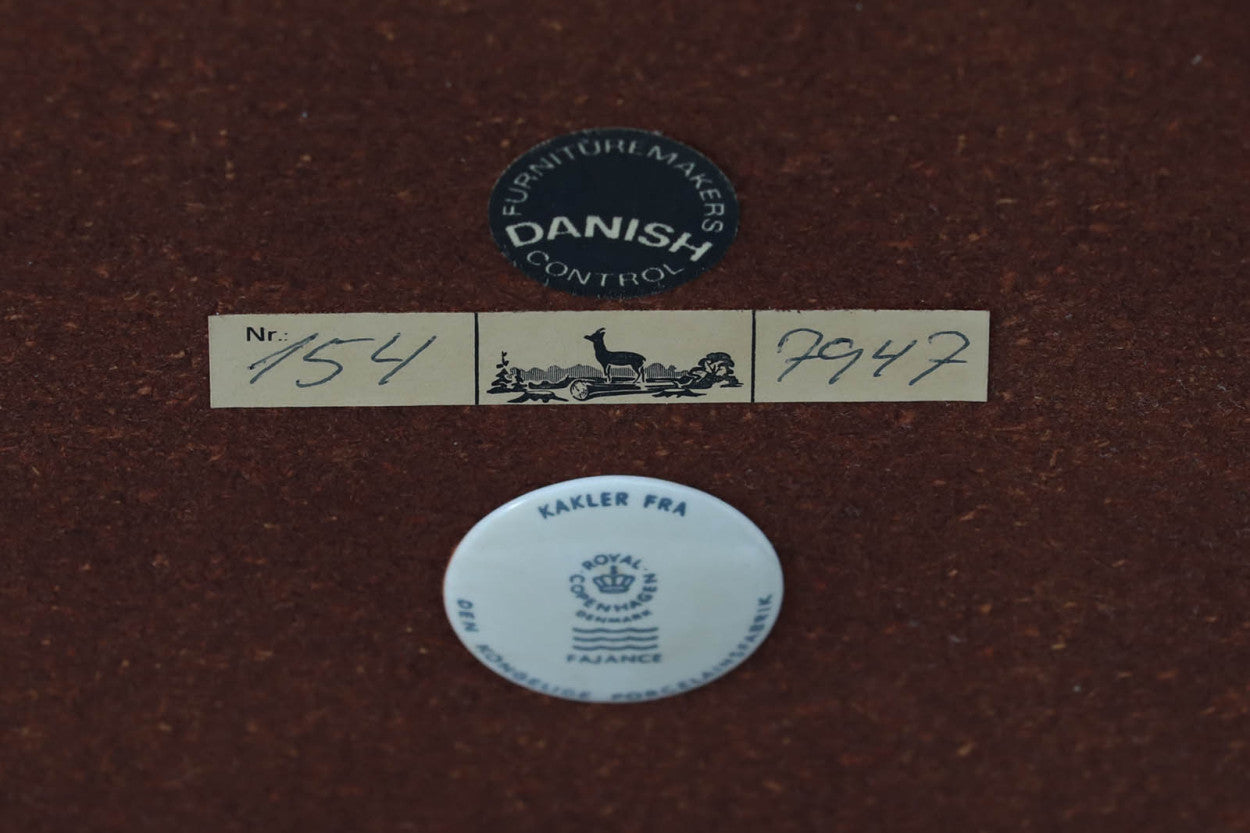 FURNITUREMAKERS
DANISH
CONTROL
Nr.: 154 7947
KAKLER FRA
ROYAL
COPENHAGEN
DENMARK
FAJANCE
DEN KONGELIGE PORCELAINSFABRIK